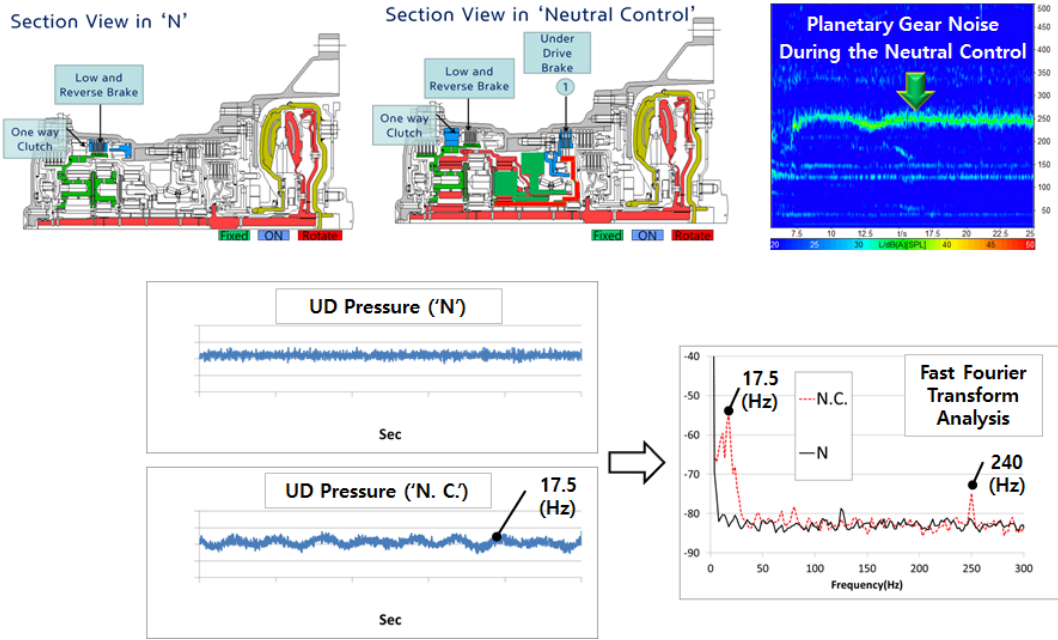 Section View in ‘N’
Low and
Reverse Brake
One way
Clutch
Fixed
ON
Rotate
Section View in ‘Neutral Control’
Under
Drive
Brake
Low and
Reverse Brake
1
One way
Clutch
Fixed
ON
Rotate
Planetary Gear Noise
During the Neutral Control
500
450
400
350
300
250
200
150
100
50
7.5 10 12.5 t/s 17.5 20 22.5 25
20 25 30 L/dB(A)[SPL] 40 45 50
UD Pressure (‘N’)
Sec
UD Pressure (‘N. C.’)
17.5
(Hz)
Sec
-40
-50
-60
-70
-80
-90
17.5
(Hz)
N.C.
N
Fast Fourier
Transform
Analysis
240
(Hz)
0 50 100 150 200 250 300
Frequency(Hz)